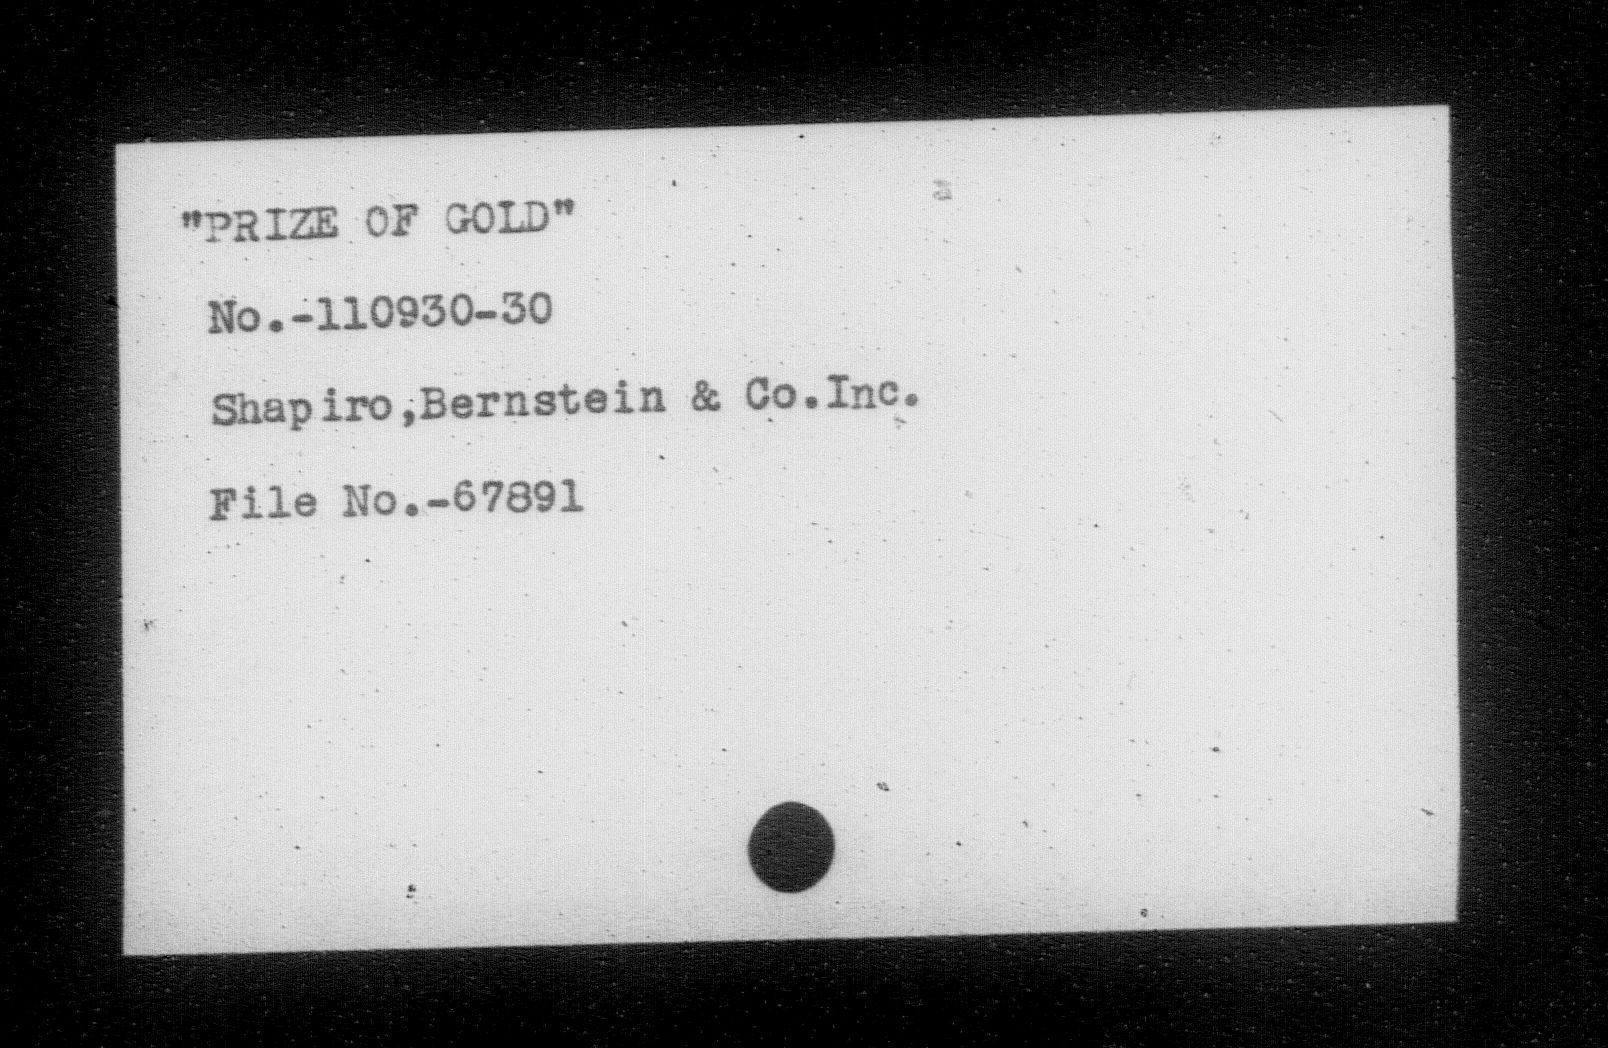 "PRIZE OF GOLD"
No.-110930-30
Shapiro,Bernstein & Co.Inc.
File No.-67891